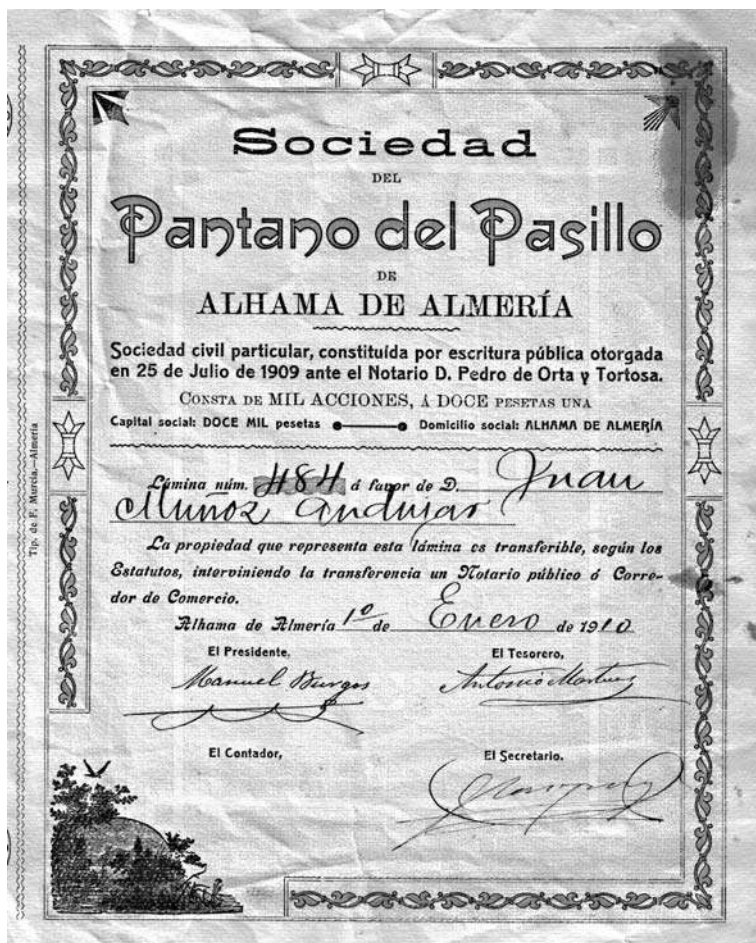 Sociedad
DEL
Pantano del Pasillo
DE
ALHAMA DE ALMERÍA
Sociedad civil particular, constituída por escritura pública otorgada
en 25 de Julio de 1909 ante el Notario D. Pedro de Orta y Tortosa.
CONSTA DE MIL ACCIONES, Á DOCE PESETAS UNA
Capital social: DOCE MIL pesetas Domicilio social: ALHAMA DE ALMERÍA
Lámina núm. 484 á favor de D. Juan
Muñoz Andujar
La propiedad que representa esta lámina es transferible, según los
Estatutos, interviniendo la transferencia un Notario público ó Corre-
dor de Comercio.
Alhama de Almería 1º de Enero de 1910
El Presidente, El Tesorero,
Manuel Burgos Antonio Martinez
El Contador, El Secretario.
Tip. de F. Murcia.—Almería